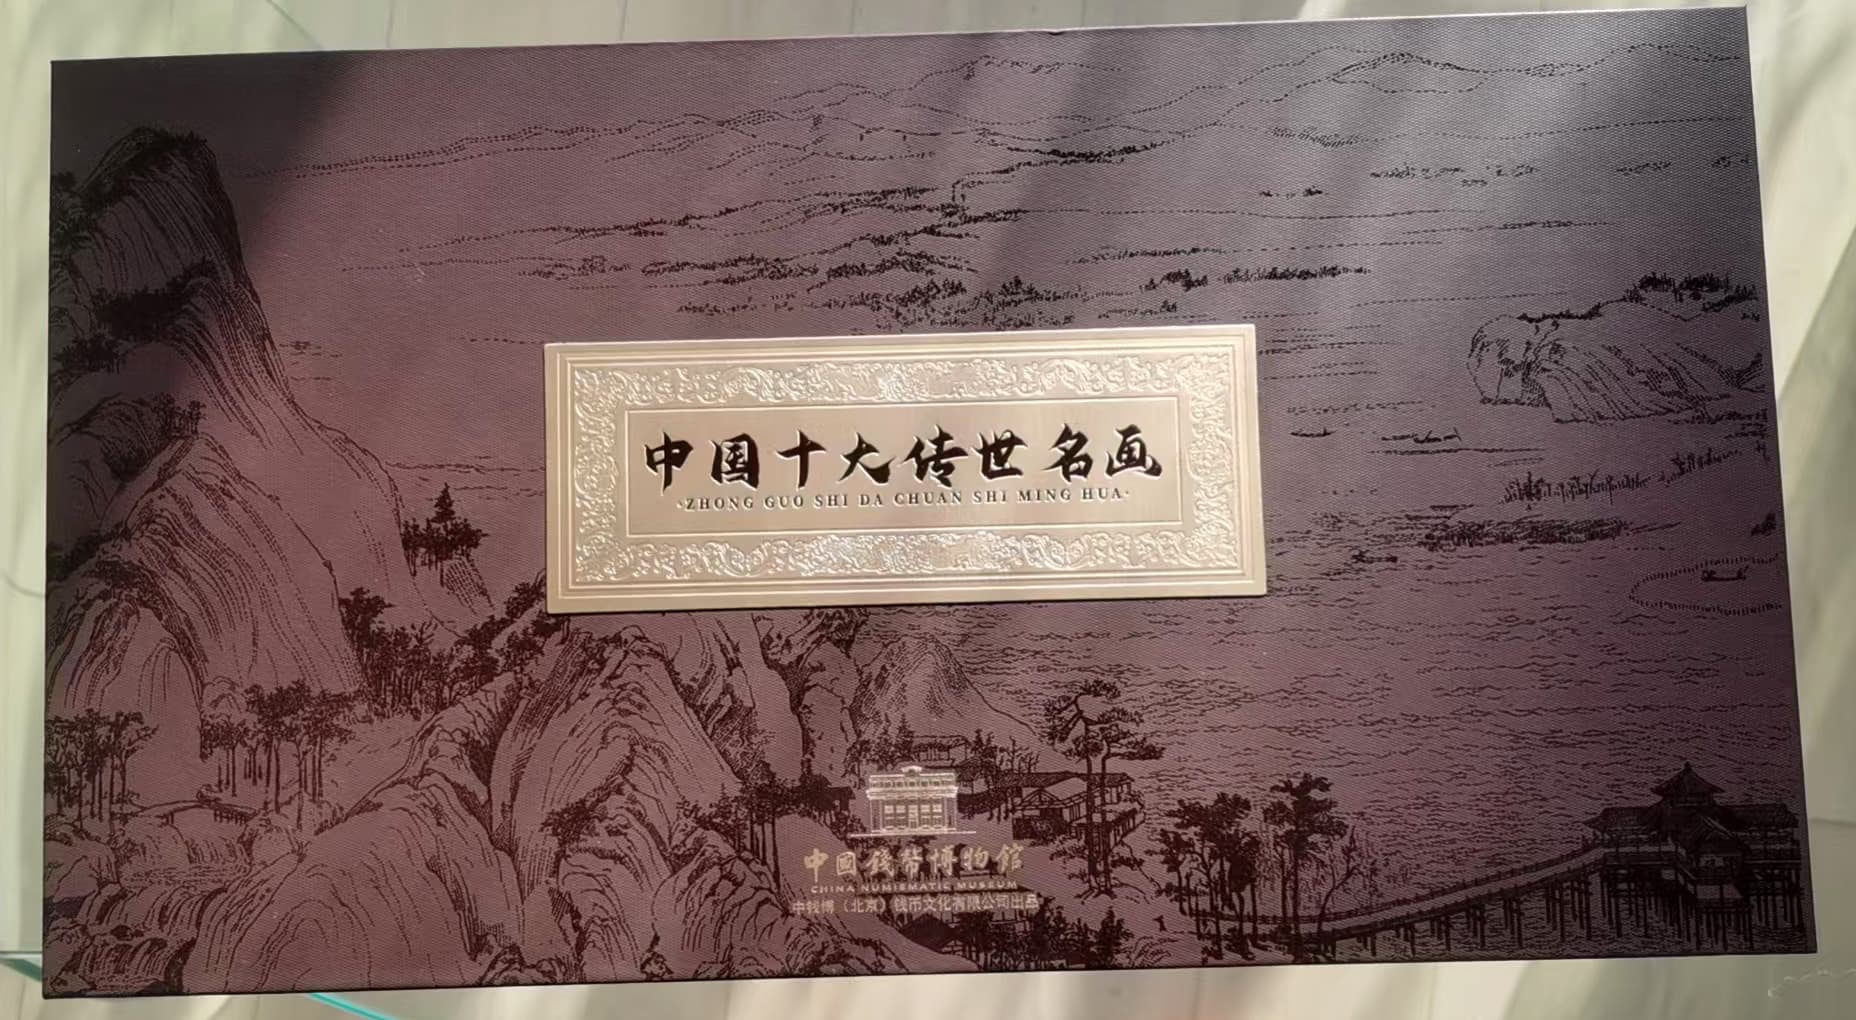 中国十大传世名画
·ZHONG GUO SHI DA CHUAN SHI MING HUA·
中國錢幣博物館
CHINA NUMISMATIC MUSEUM
中钱博（北京）钱币文化有限公司出品